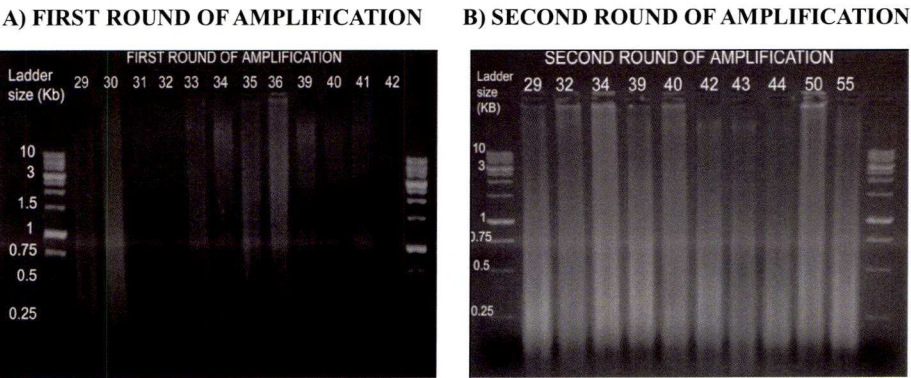 A) FIRST ROUND OF AMPLIFICATION
FIRST ROUND OF AMPLIFICATION
Ladder
size (Kb)
29 30 31 32 33 34 35 36 39 40 41 42
10
3
1.5
1
0.75
0.5
0.25
B) SECOND ROUND OF AMPLIFICATION
SECOND ROUND OF AMPLIFICATION
Ladder
size
(KB)
29 32 34 39 40 42 43 44 50 55
10
3
1
0.75
0.5
0.25